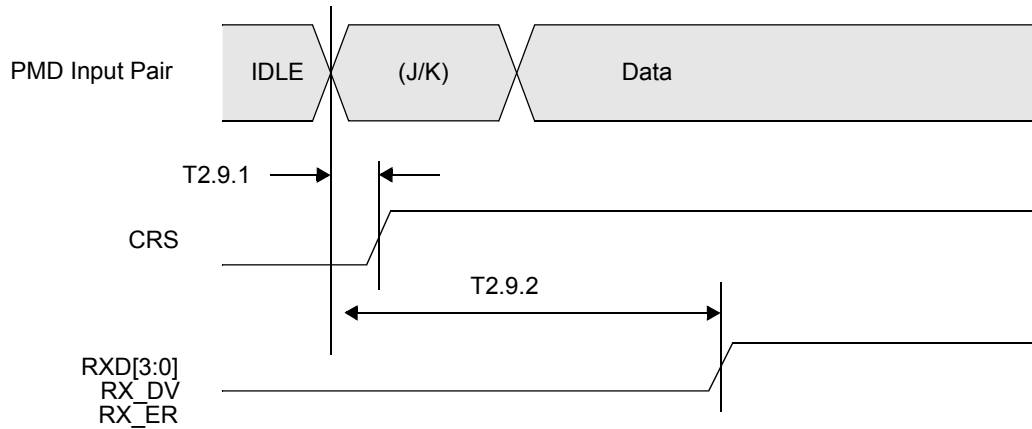 PMD Input Pair
IDLE
(J/K)
Data
T2.9.1
CRS
T2.9.2
RXD[3:0]
RX_DV
RX_ER